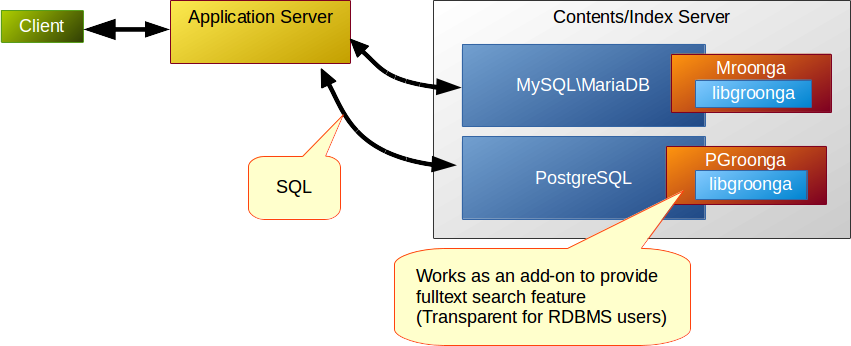 Client
Application Server
Contents/Index Server
MySQL\MariaDB
Mroonga
libgroonga
PostgreSQL
PGroonga
libgroonga
SQL
Works as an add-on to provide
fulltext search feature
(Transparent for RDBMS users)